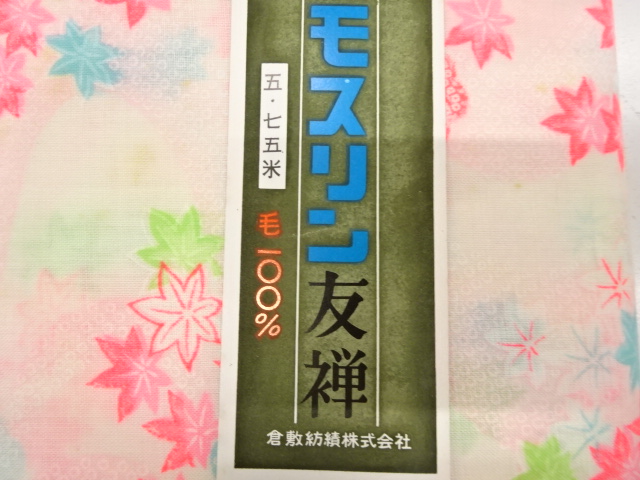 モスリン友禅
五・七五米
毛一〇〇%
倉敷紡績株式会社